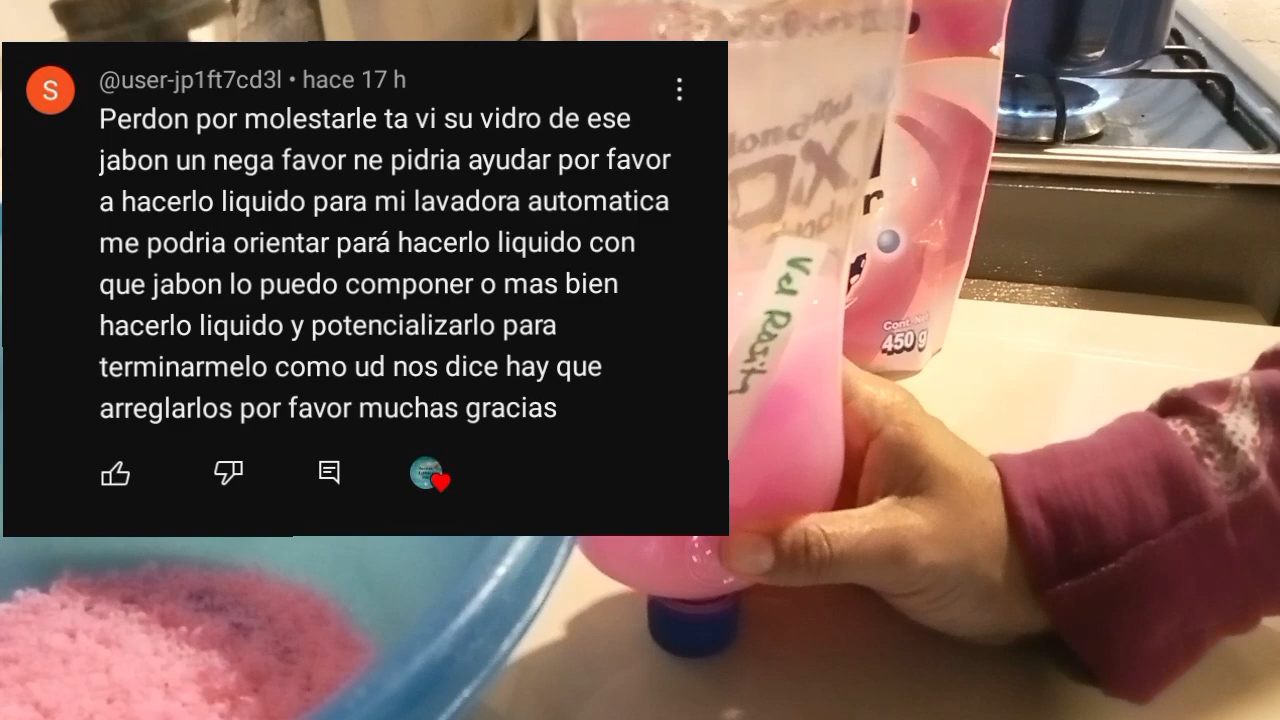 S
@user-jp1ft7cd3l • hace 17 h
Perdon por molestarle ta vi su vidro de ese
jabon un nega favor ne pidria ayudar por favor
a hacerlo liquido para mi lavadora automatica
me podria orientar pará hacerlo liquido con
que jabon lo puedo componer o mas bien
hacerlo liquido y potencializarlo para
terminarmelo como ud nos dice hay que
arreglarlos por favor muchas gracias
Vel Rosita
Cont. Net.
450 g